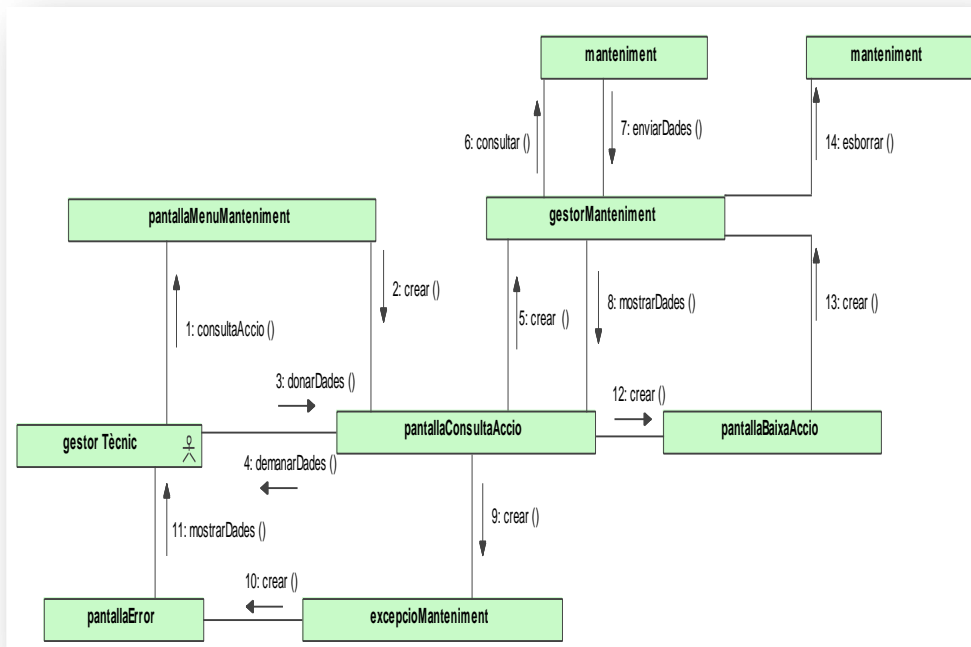 manteniment
manteniment
6: consultar ()
7: enviarDades ()
14: esborrar ()
pantallaMenuManteniment
gestorManteniment
2: crear ()
8: mostrarDades ()
13: crear ()
1: consultaAccio ()
5: crear ()
3: donarDades ()
12: crear ()
gestor Tècnic
pantallaConsultaAccio
pantallaBaixaAccio
4: demanarDades ()
9: crear ()
11: mostrarDades ()
10: crear ()
pantallaError
excepcioManteniment